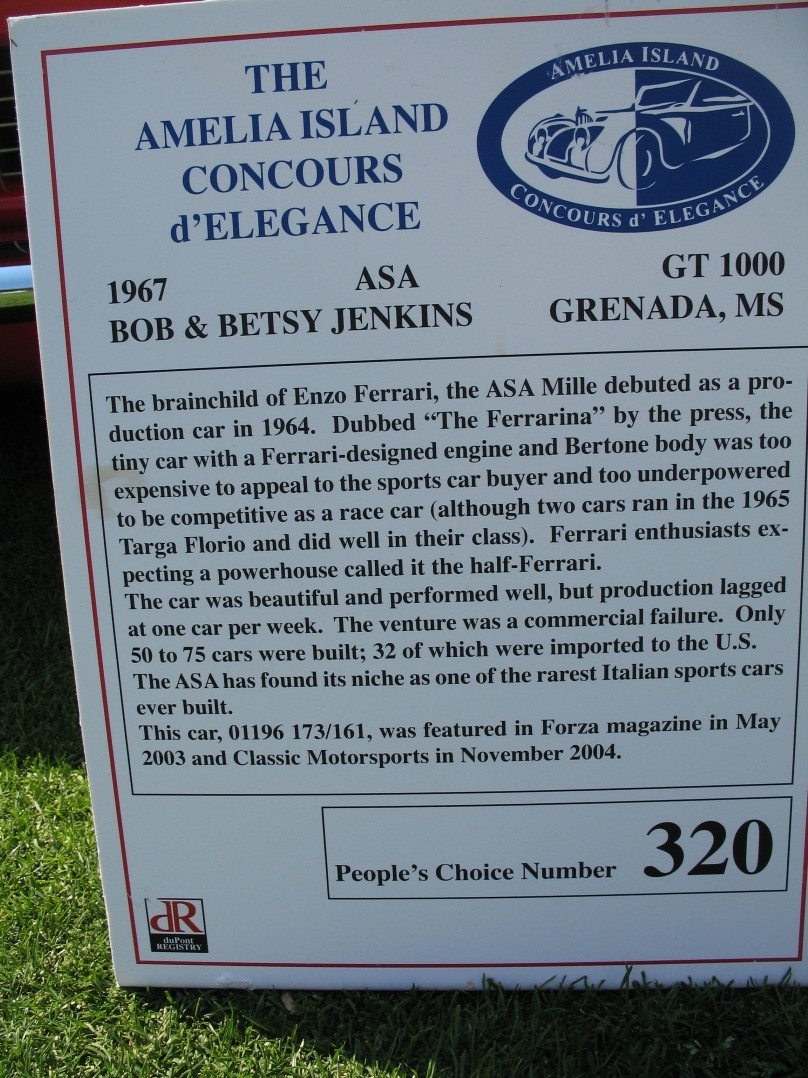 THE
AMELIA ISLAND
CONCOURS
d'ELEGANCE
AMELIA ISLAND
CONCOURS d' ELEGANCE
1967 ASA GT 1000
BOB & BETSY JENKINS GRENADA, MS
The brainchild of Enzo Ferrari, the ASA Mille debuted as a pro-
duction car in 1964. Dubbed “The Ferrarina” by the press, the
tiny car with a Ferrari-designed engine and Bertone body was too
expensive to appeal to the sports car buyer and too underpowered
to be competitive as a race car (although two cars ran in the 1965
Targa Florio and did well in their class). Ferrari enthusiasts ex-
pecting a powerhouse called it the half-Ferrari.
The car was beautiful and performed well, but production lagged
at one car per week. The venture was a commercial failure. Only
50 to 75 cars were built; 32 of which were imported to the U.S.
The ASA has found its niche as one of the rarest Italian sports cars
ever built.
This car, 01196 173/161, was featured in Forza magazine in May
2003 and Classic Motorsports in November 2004.
People's Choice Number 320
dR
duPont
REGISTRY